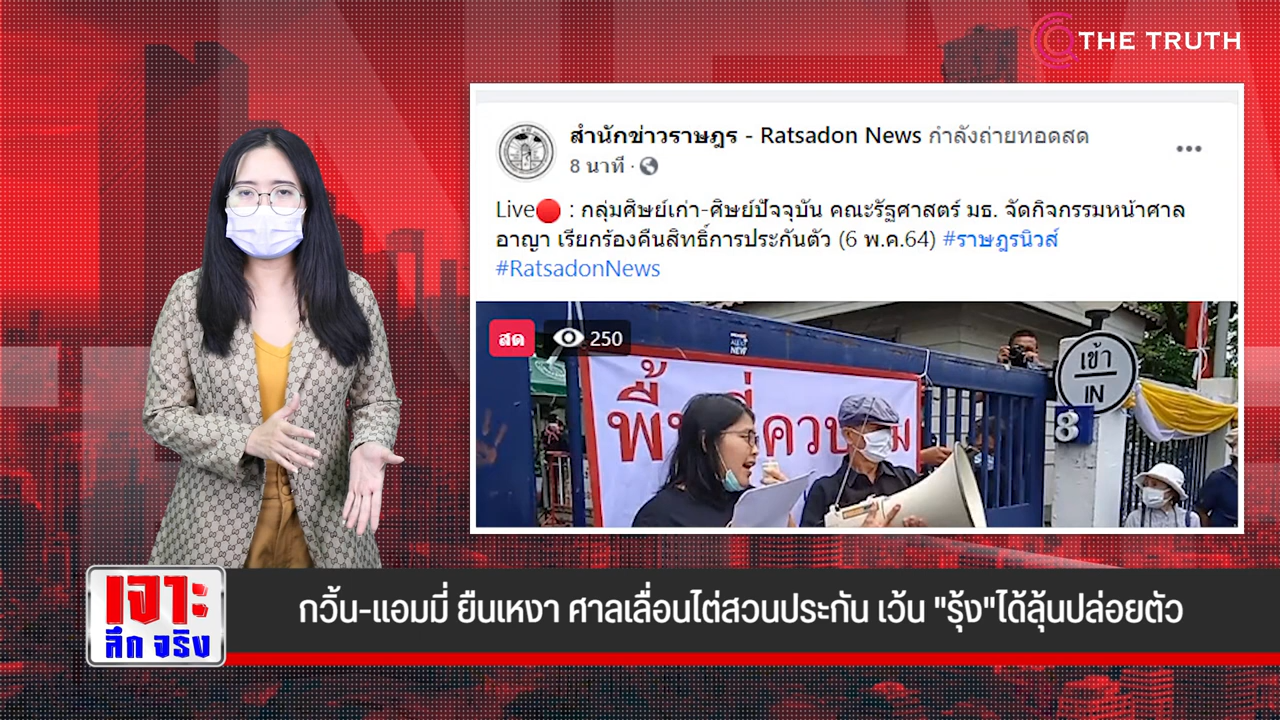 THE TRUTH
สำนักข่าวราษฎร - Ratsadon News กำลังถ่ายทอดสด
8 นาที ·
Live🔴 : กลุ่มศิษย์เก่า-ศิษย์ปัจจุบัน คณะรัฐศาสตร์ มธ. จัดกิจกรรมหน้าศาล
อาญา เรียกร้องคืนสิทธิ์การประกันตัว (6 พ.ค.64) #ราษฎรนิวส์
#RatsadonNews
สด 250
เข้า
IN
8
เจาะ
ลึก จริง
กวิ้น-แอมมี่ ยืนเหงา ศาลเลื่อนไต่สวนประกัน เว้น "รุ้ง"ได้ลุ้นปล่อยตัว